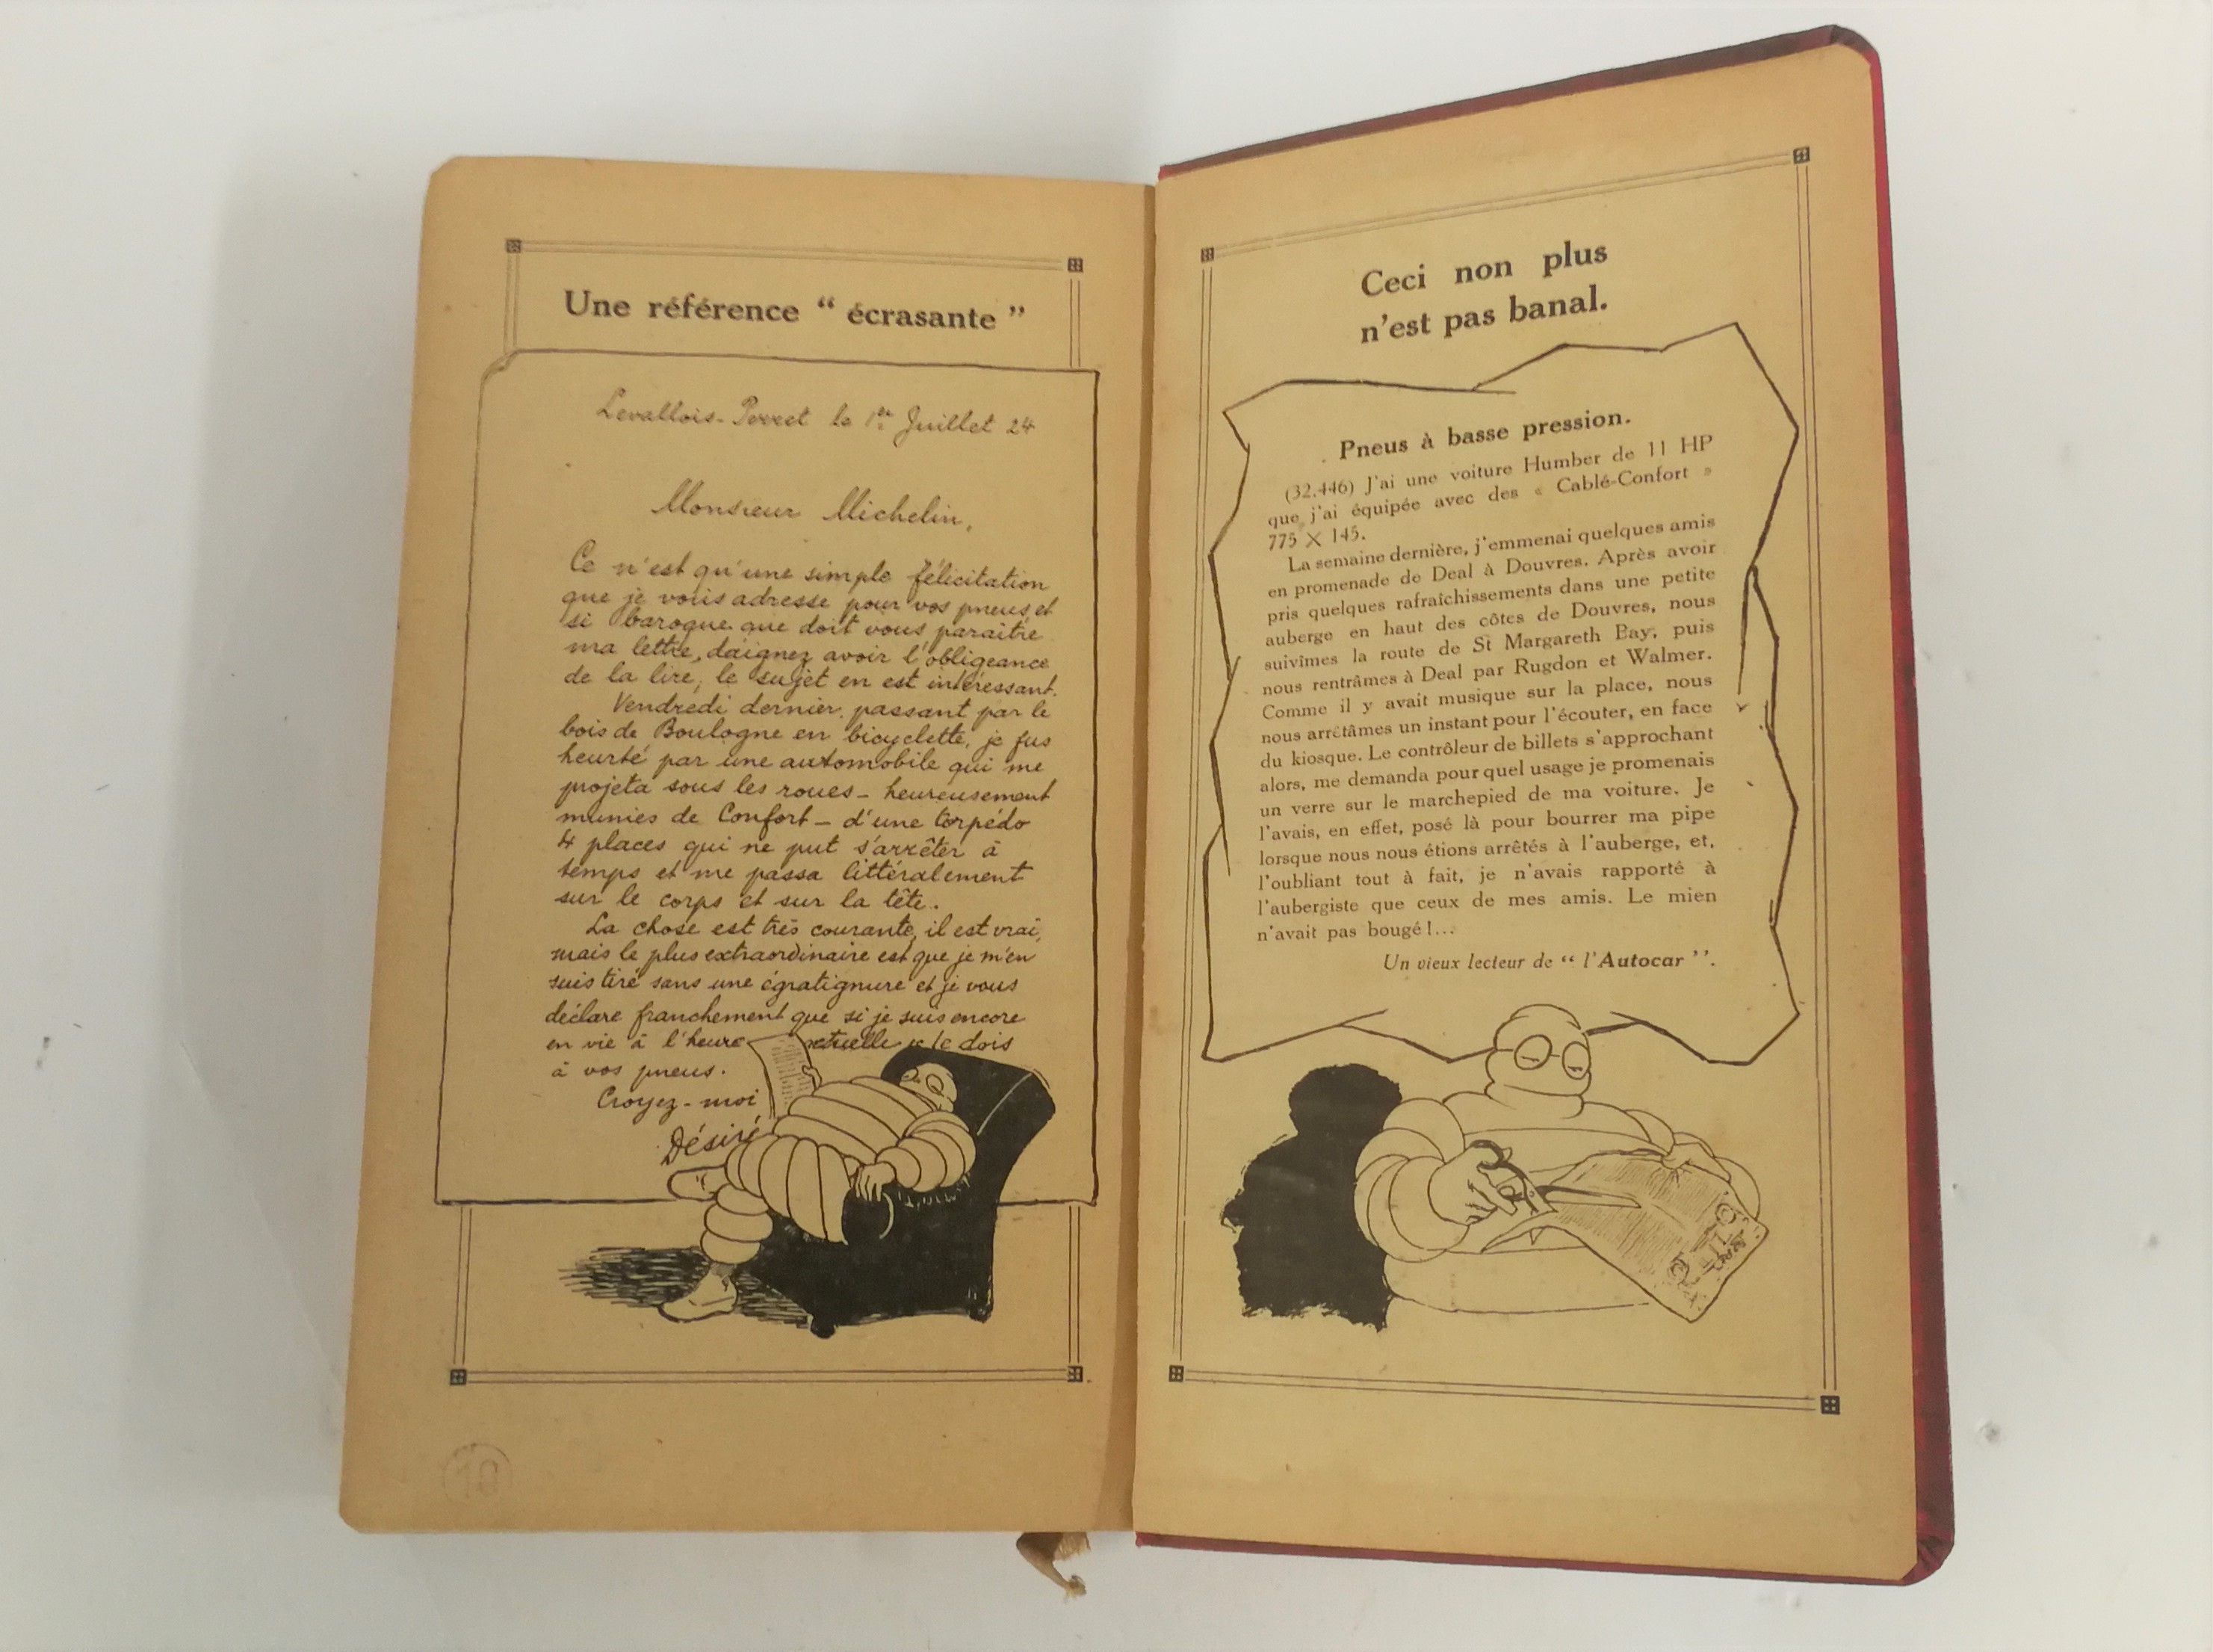 Une référence " écrasante "
Levallois-Perret le 1er Juillet 24
Monsieur Michelin,
Ce n'est qu'une simple félicitation
que je vous adresse pour vos pneus et
si baroque que doit vous paraître
ma lettre, daignez avoir l'obligeance
de la lire, le sujet en est intéressant.
Vendredi dernier, passant par le
bois de Boulogne en bicyclette, je fus
heurté par une automobile qui me
projeta sous les roues - heureusement
munies de Confort - d'une torpédo
4 places qui ne put s'arrêter à
temps et me passa littéralement
sur le corps et sur la tête.
La chose est très courante, il est vrai,
mais le plus extraordinaire est que je m'en
suis tiré sans une égratignure et je vous
déclare franchement que si je suis encore
en vie à l'heure actuelle je le dois
à vos pneus.
Croyez-moi
Désiré
10
Ceci non plus
n'est pas banal.
Pneus à basse pression.
(32.446) J'ai une voiture Humber de 11 HP
que j'ai équipée avec des « Cablé-Confort »
775 × 145.
La semaine dernière, j'emmenai quelques amis
en promenade de Deal à Douvres. Après avoir
pris quelques rafraîchissements dans une petite
auberge en haut des côtes de Douvres, nous
suivîmes la route de St Margareth Bay, puis
nous rentrâmes à Deal par Rugdon et Walmer.
Comme il y avait musique sur la place, nous
nous arrêtâmes un instant pour l'écouter, en face
du kiosque. Le contrôleur de billets s'approchant
alors, me demanda pour quel usage je promenais
un verre sur le marchepied de ma voiture. Je
l'avais, en effet, posé là pour bourrer ma pipe
lorsque nous nous étions arrêtés à l'auberge, et,
l'oubliant tout à fait, je n'avais rapporté à
l'aubergiste que ceux de mes amis. Le mien
n'avait pas bougé !...
Un vieux lecteur de " l'Autocar ".